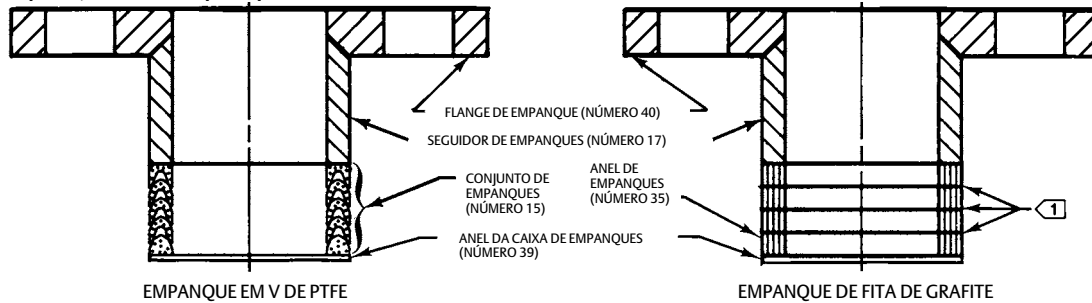 FLANGE DE EMPANQUE (NÚMERO 40)
SEGUIDOR DE EMPANQUES (NÚMERO 17)
CONJUNTO DE
EMPANQUES
(NÚMERO 15)
ANEL DE
EMPANQUES
(NÚMERO 35)
1
ANEL DA CAIXA DE EMPANQUES
(NÚMERO 39)
EMPANQUE EM V DE PTFE
EMPANQUE DE FITA DE GRAFITE